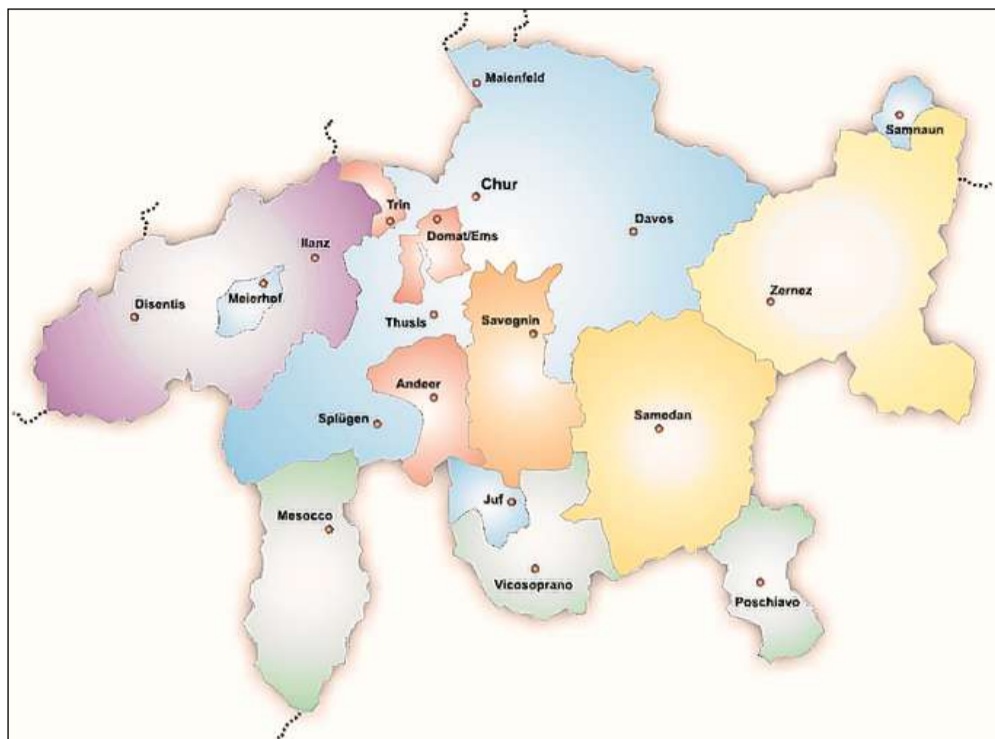 Maienfeld
Samnaun
Chur
Trin
Domat/Ems
Davos
Ilanz
Meierhof
Disentis
Zernez
Thusis
Savognin
Andeer
Splügen
Samedan
Juf
Mesocco
Vicosoprano
Poschiavo